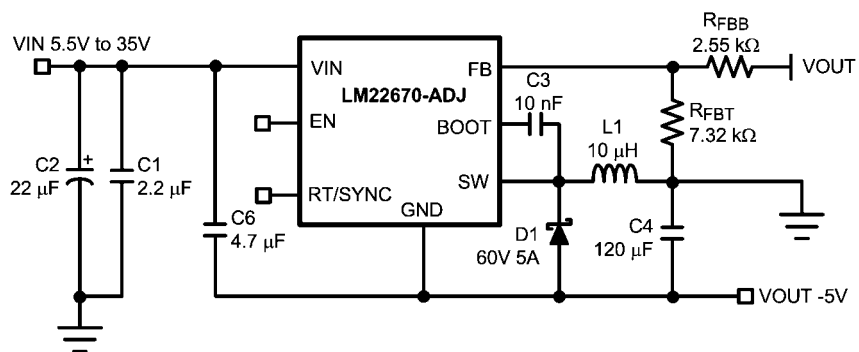 VIN 5.5V to 35V
R_FBB
2.55 kΩ
VOUT
VIN
FB
LM22670-ADJ
C3
10 nF
EN
BOOT
R_FBT
7.32 kΩ
L1
10 μH
C2
22 μF
+
C1
2.2 μF
RT/SYNC
SW
GND
C6
4.7 μF
D1
60V 5A
C4
120 μF
VOUT -5V